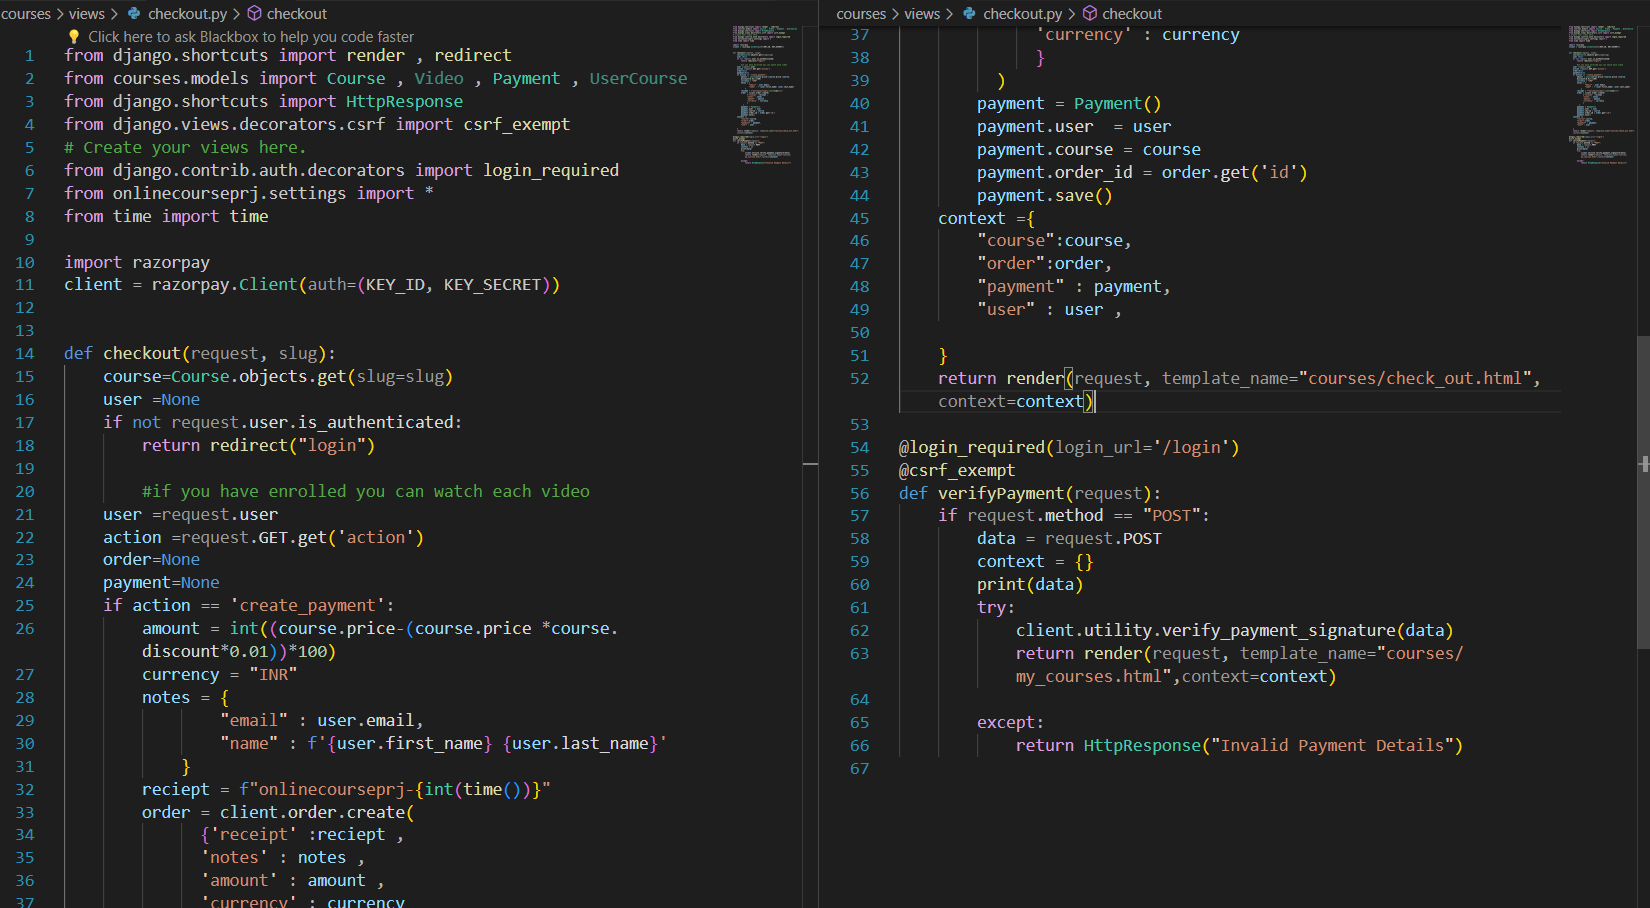 courses > views > checkout.py > checkout
Click here to ask Blackbox to help you code faster
1 from django.shortcuts import render , redirect
2 from courses.models import Course , Video , Payment , UserCourse
3 from django.shortcuts import HttpResponse
4 from django.views.decorators.csrf import csrf_exempt
5 # Create your views here.
6 from django.contrib.auth.decorators import login_required
7 from onlinecourseprj.settings import *
8 from time import time
9
10 import razorpay
11 client = razorpay.Client(auth=(KEY_ID, KEY_SECRET))
12
13
14 def checkout(request, slug):
15     course=Course.objects.get(slug=slug)
16     user =None
17     if not request.user.is_authenticated:
18         return redirect("login")
19
20         #if you have enrolled you can watch each video
21     user =request.user
22     action =request.GET.get('action')
23     order=None
24     payment=None
25     if action == 'create_payment':
26         amount = int((course.price-(course.price *course.
        discount*0.01))*100)
27         currency = "INR"
28         notes = {
29                 "email" : user.email,
30                 "name" : f'{user.first_name} {user.last_name}'
31             }
32         reciept = f"onlinecourseprj-{int(time())}"
33         order = client.order.create(
34               {'receipt' :reciept ,
35               'notes' : notes ,
36               'amount' : amount ,
37               'currency' : currency
courses > views > checkout.py > checkout
37               'currency' : currency
38               }
39           )
40         payment = Payment()
41         payment.user  = user
42         payment.course = course
43         payment.order_id = order.get('id')
44         payment.save()
45     context ={
46         "course":course,
47         "order":order,
48         "payment" : payment,
49         "user" : user ,
50
51     }
52     return render(request, template_name="courses/check_out.html",
    context=context)
53
54 @login_required(login_url='/login')
55 @csrf_exempt
56 def verifyPayment(request):
57     if request.method == "POST":
58         data = request.POST
59         context = {}
60         print(data)
61         try:
62             client.utility.verify_payment_signature(data)
63             return render(request, template_name="courses/
            my_courses.html",context=context)
64
65         except:
66             return HttpResponse("Invalid Payment Details")
67